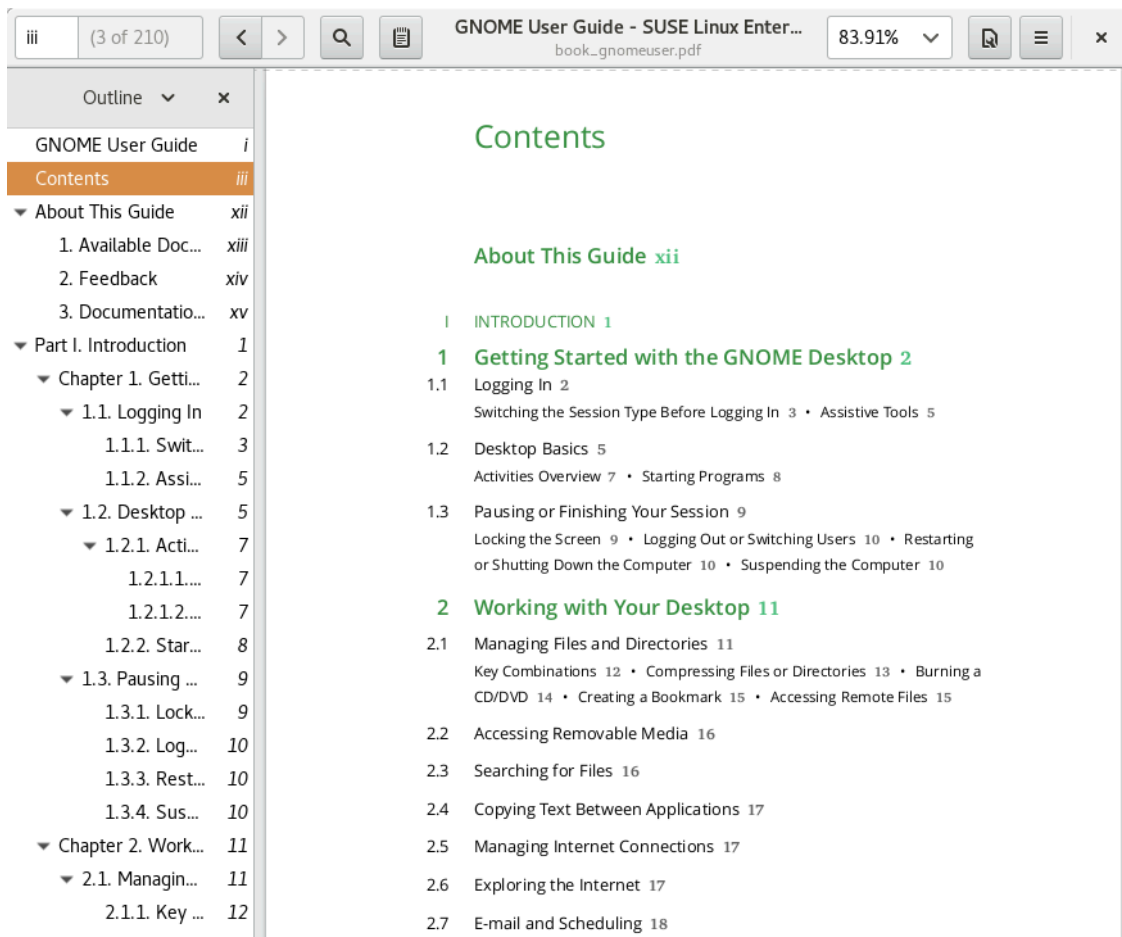 iii (3 of 210) GNOME User Guide - SUSE Linux Enter... 83.91%
book_gnomeuser.pdf
Outline
GNOME User Guide i
Contents iii
About This Guide xii
1. Available Doc... xiii
2. Feedback xiv
3. Documentatio... xv
Part I. Introduction 1
Chapter 1. Getti... 2
1.1. Logging In 2
1.1.1. Swit... 3
1.1.2. Assi... 5
1.2. Desktop ... 5
1.2.1. Acti... 7
1.2.1.1.... 7
1.2.1.2.... 7
1.2.2. Star... 8
1.3. Pausing ... 9
1.3.1. Lock... 9
1.3.2. Log... 10
1.3.3. Rest... 10
1.3.4. Sus... 10
Chapter 2. Work... 11
2.1. Managin... 11
2.1.1. Key ... 12
Contents
About This Guide xii
I INTRODUCTION 1
1 Getting Started with the GNOME Desktop 2
1.1 Logging In 2
Switching the Session Type Before Logging In 3 • Assistive Tools 5
1.2 Desktop Basics 5
Activities Overview 7 • Starting Programs 8
1.3 Pausing or Finishing Your Session 9
Locking the Screen 9 • Logging Out or Switching Users 10 • Restarting
or Shutting Down the Computer 10 • Suspending the Computer 10
2 Working with Your Desktop 11
2.1 Managing Files and Directories 11
Key Combinations 12 • Compressing Files or Directories 13 • Burning a
CD/DVD 14 • Creating a Bookmark 15 • Accessing Remote Files 15
2.2 Accessing Removable Media 16
2.3 Searching for Files 16
2.4 Copying Text Between Applications 17
2.5 Managing Internet Connections 17
2.6 Exploring the Internet 17
2.7 E-mail and Scheduling 18